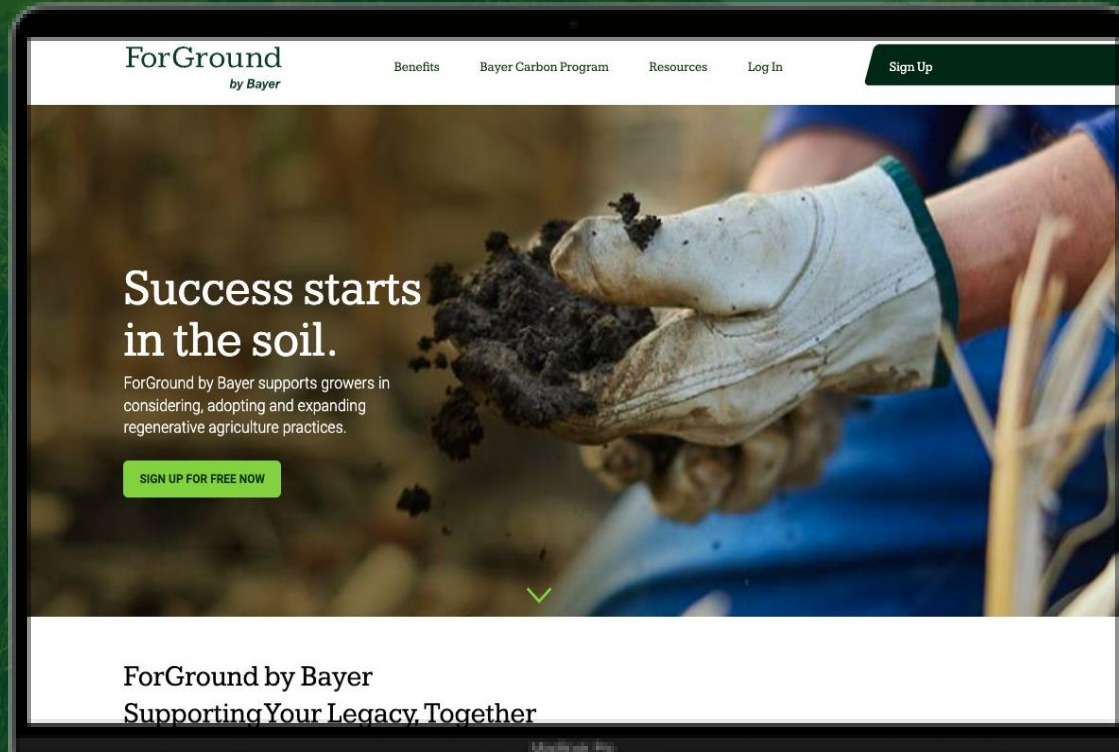 ForGround
by Bayer
Benefits
Bayer Carbon Program
Resources
Log In
Sign Up
Success starts
in the soil.
ForGround by Bayer supports growers in
considering, adopting and expanding
regenerative agriculture practices.
SIGN UP FOR FREE NOW
ForGround by Bayer
Supporting Your Legacy, Together